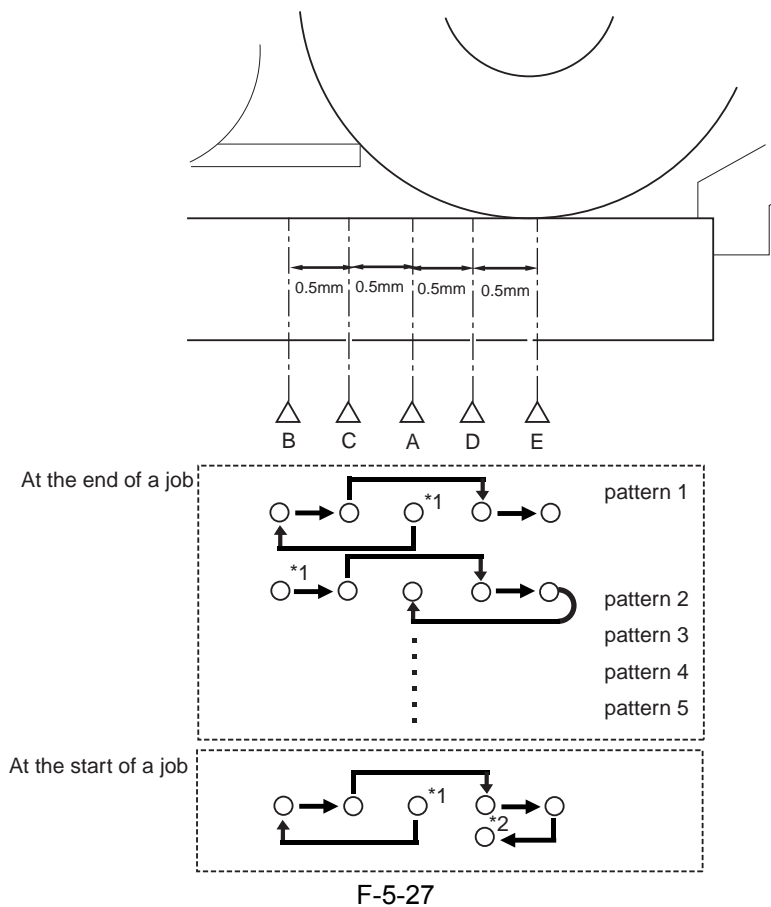 0.5mm 0.5mm 0.5mm 0.5mm
B C A D E
At the end of a job
*1
pattern 1
*1
pattern 2
pattern 3
pattern 4
pattern 5
At the start of a job
*1
*2
F-5-27